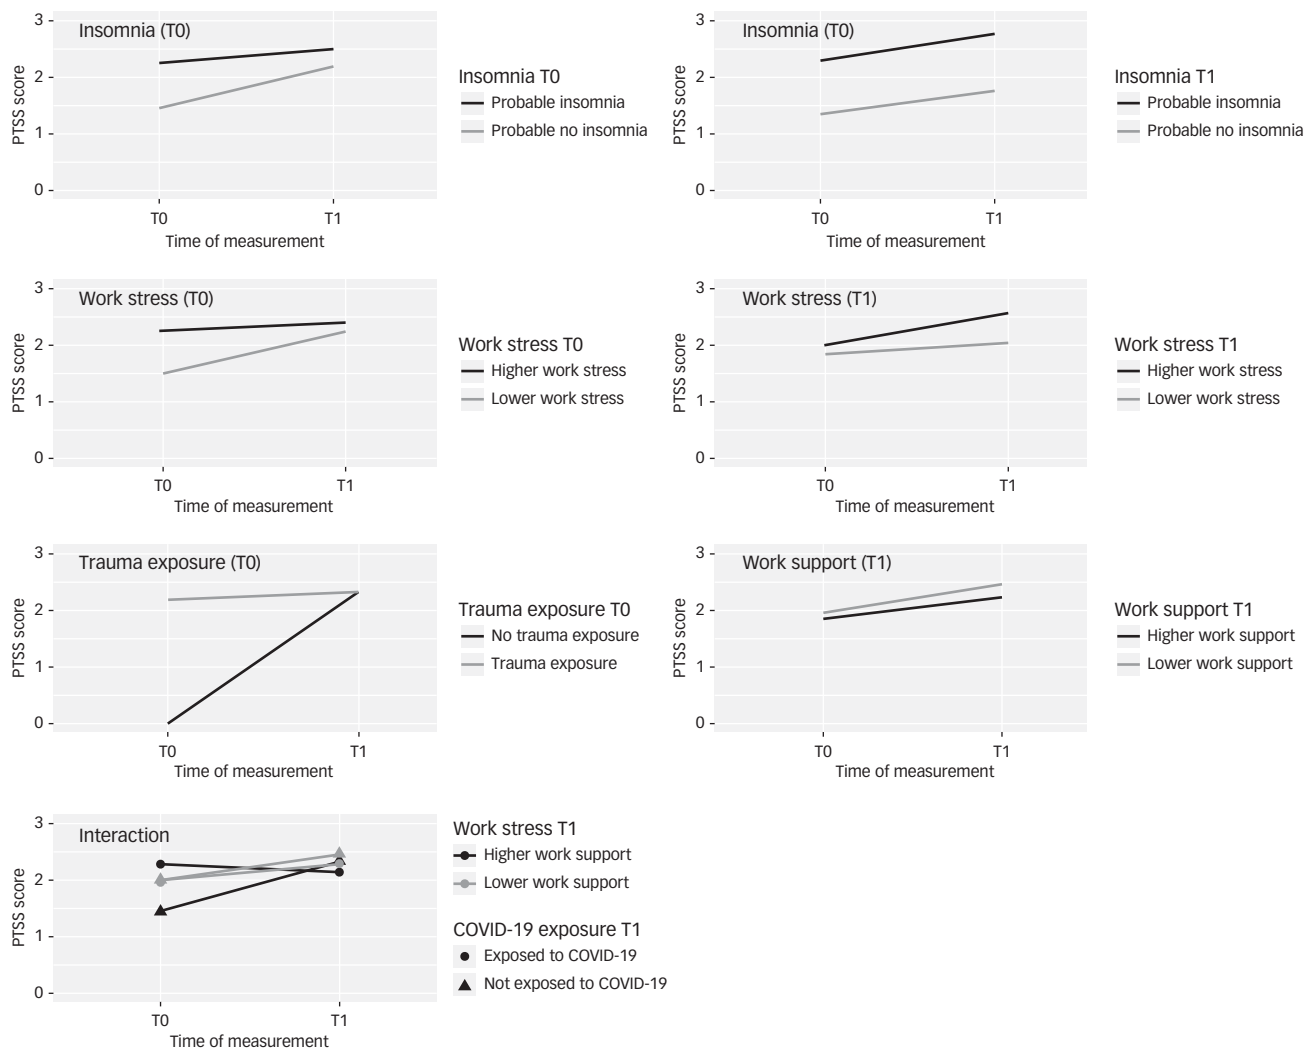 Insomnia (T0)
PTSS score
3
2
1
0
T0 T1
Time of measurement
Insomnia T0
Probable insomnia
Probable no insomnia
Insomnia (T0)
PTSS score
3
2
1
0
T0 T1
Time of measurement
Insomnia T1
Probable insomnia
Probable no insomnia
Work stress (T0)
PTSS score
3
2
1
0
T0 T1
Time of measurement
Work stress T0
Higher work stress
Lower work stress
Work stress (T1)
PTSS score
3
2
1
0
T0 T1
Time of measurement
Work stress T1
Higher work stress
Lower work stress
Trauma exposure (T0)
PTSS score
3
2
1
0
T0 T1
Time of measurement
Trauma exposure T0
No trauma exposure
Trauma exposure
Work support (T1)
PTSS score
3
2
1
0
T0 T1
Time of measurement
Work support T1
Higher work support
Lower work support
Interaction
PTSS score
3
2
1
0
T0 T1
Time of measurement
Work stress T1
Higher work support
Lower work support
COVID-19 exposure T1
Exposed to COVID-19
Not exposed to COVID-19